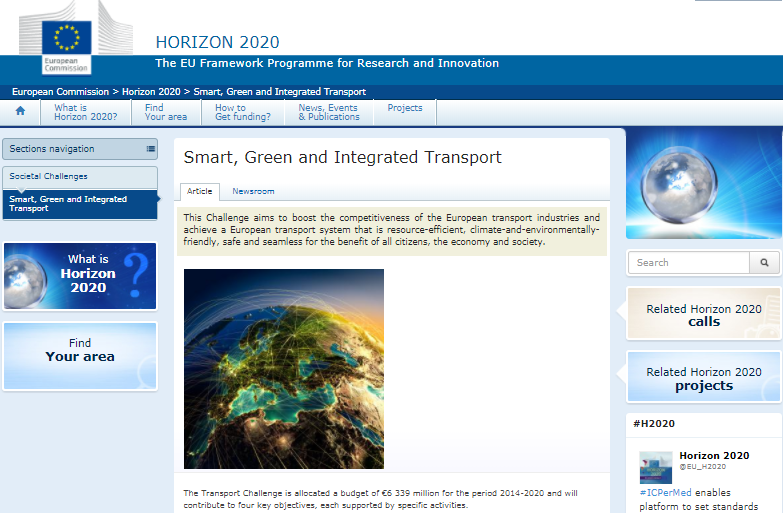 European
Commission
HORIZON 2020
The EU Framework Programme for Research and Innovation
European Commission > Horizon 2020 > Smart, Green and Integrated Transport
What is
Horizon 2020?
Find
Your area
How to
Get funding?
News, Events
& Publications
Projects
Sections navigation
Societal Challenges
Smart, Green and Integrated
Transport
What is
Horizon
2020
?
Find
Your area
Smart, Green and Integrated Transport
Article
Newsroom
This Challenge aims to boost the competitiveness of the European transport industries and
achieve a European transport system that is resource-efficient, climate-and-environmentally-
friendly, safe and seamless for the benefit of all citizens, the economy and society.
The Transport Challenge is allocated a budget of €6 339 million for the period 2014-2020 and will
contribute to four key objectives, each supported by specific activities.
Search
Related Horizon 2020
calls
Related Horizon 2020
projects
#H2020
Horizon 2020
@EU_H2020
#ICPerMed enables
platform to set standards